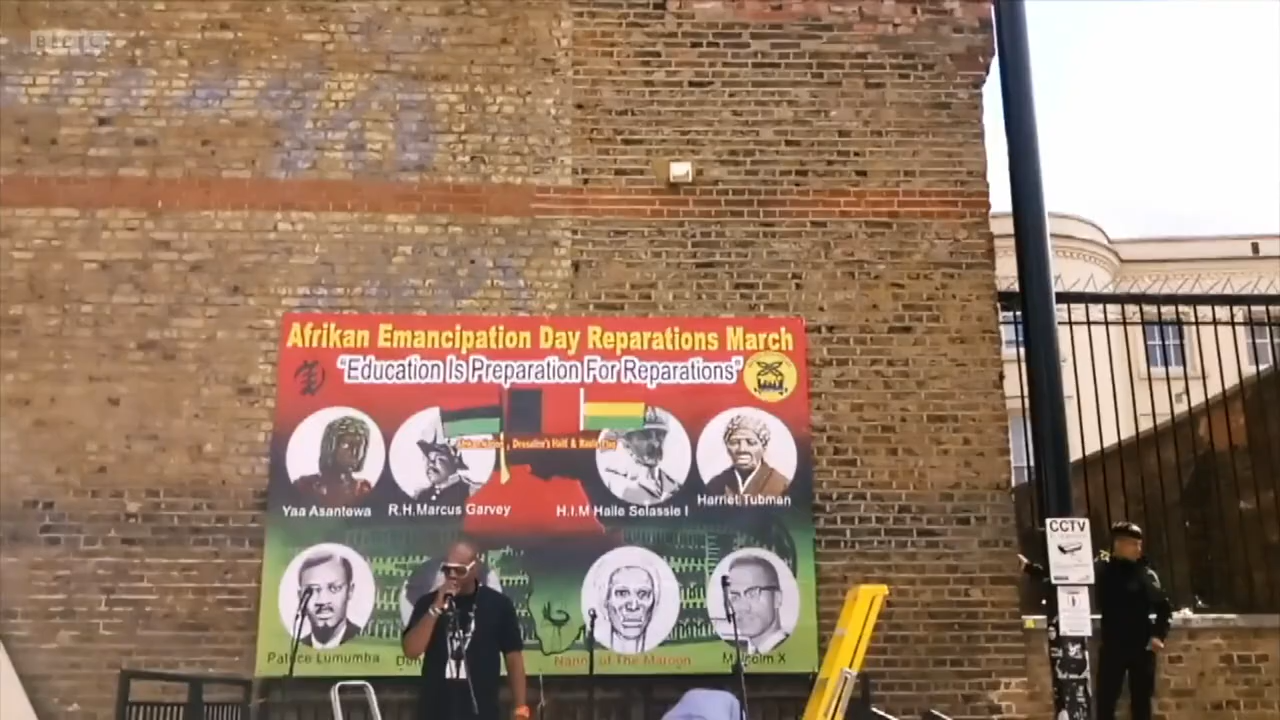 BBC
Afrikan Emancipation Day Reparations March
"Education Is Preparation For Reparations"
Yaa Asantewa
R.H.Marcus Garvey
H.I.M Haile Selassie I
Harriet Tubman
Patrice Lumumba
Nanny of The Maroon
Malcolm X
CCTV